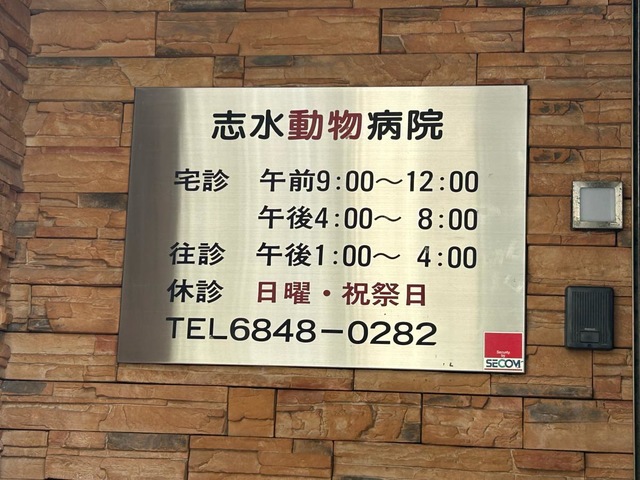 志水動物病院
宅診 午前9:00～12:00
午後4:00～ 8:00
往診 午後1:00～ 4:00
休診 日曜・祝祭日
TEL6848-0282
Security
by
SECOM